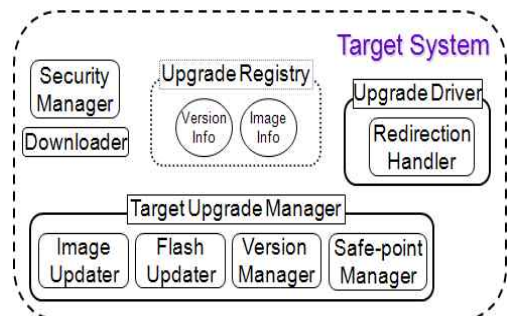 Target System
Security
Manager
Downloader
Upgrade Registry
Version
Info
Image
Info
Upgrade Driver
Redirection
Handler
Target Upgrade Manager
Image
Updater
Flash
Updater
Version
Manager
Safe-point
Manager